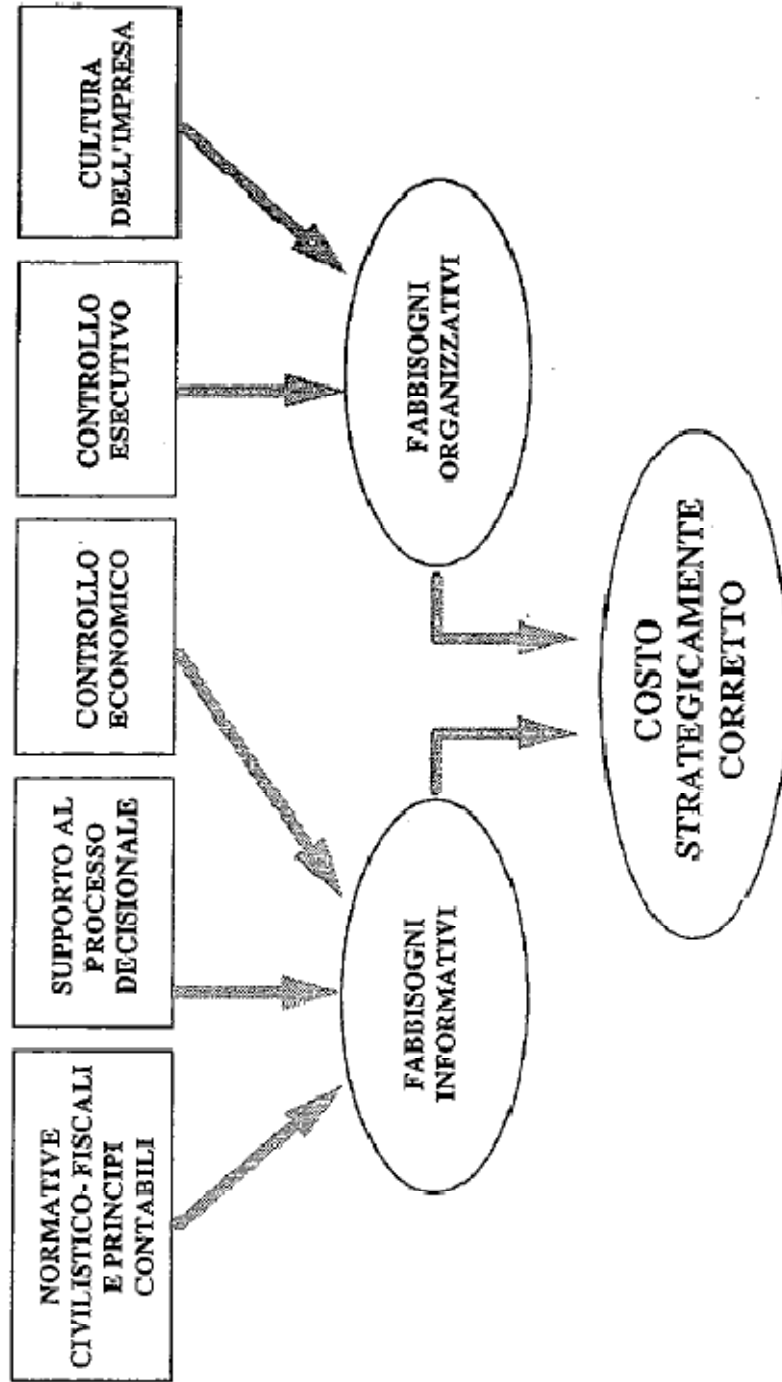 NORMATIVE
CIVILISTICO-FISCALI
E PRINCIPI
CONTABILI
SUPPORTO AL
PROCESSO
DECISIONALE
CONTROLLO
ECONOMICO
CONTROLLO
ESECUTIVO
CULTURA
DELL'IMPRESA
FABBISOGNI
INFORMATIVI
FABBISOGNI
ORGANIZZATIVI
COSTO
STRATEGICAMENTE
CORRETTO